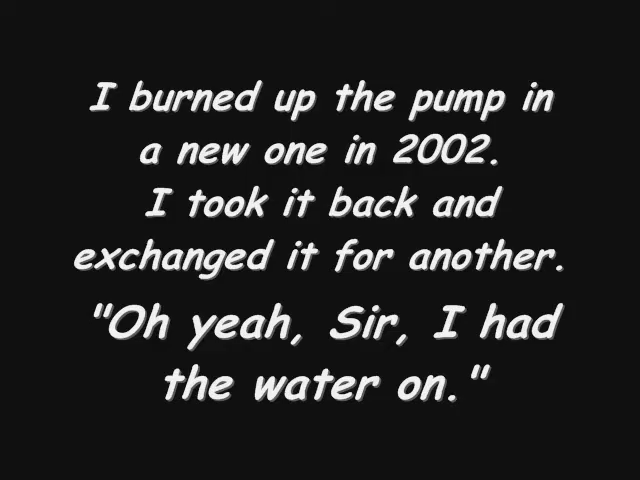 I burned up the pump in
a new one in 2002.
I took it back and
exchanged it for another.
"Oh yeah, Sir, I had
the water on."